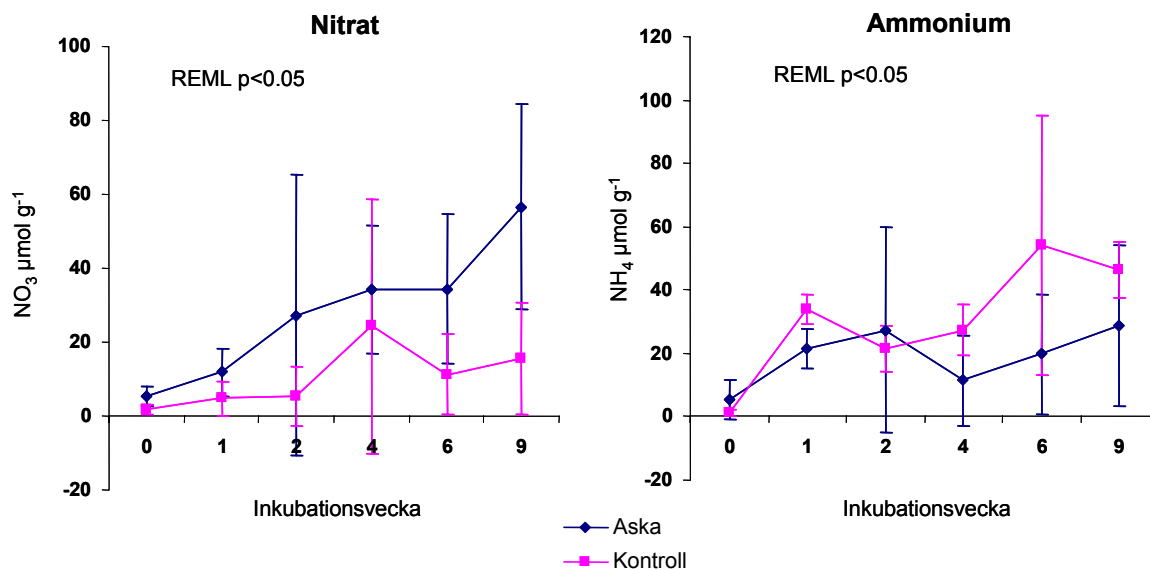 Nitrat
REML p<0.05
NO3 µmol g-1
100
80
60
40
20
0
-20
0 1 2 4 6 9
Inkubationsvecka
Ammonium
REML p<0.05
NH4 µmol g-1
120
100
80
60
40
20
0
-20
0 1 2 4 6 9
Inkubationsvecka
Aska
Kontroll